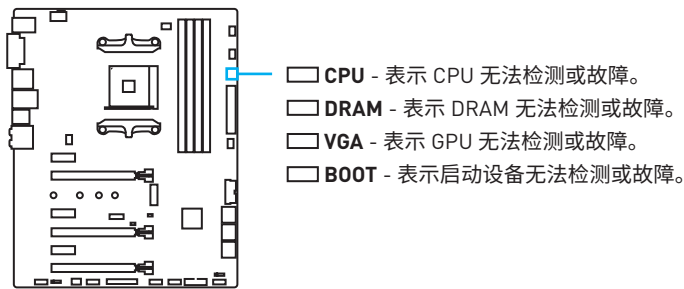 CPU - 表示 CPU 无法检测或故障。
DRAM - 表示 DRAM 无法检测或故障。
VGA - 表示 GPU 无法检测或故障。
BOOT - 表示启动设备无法检测或故障。